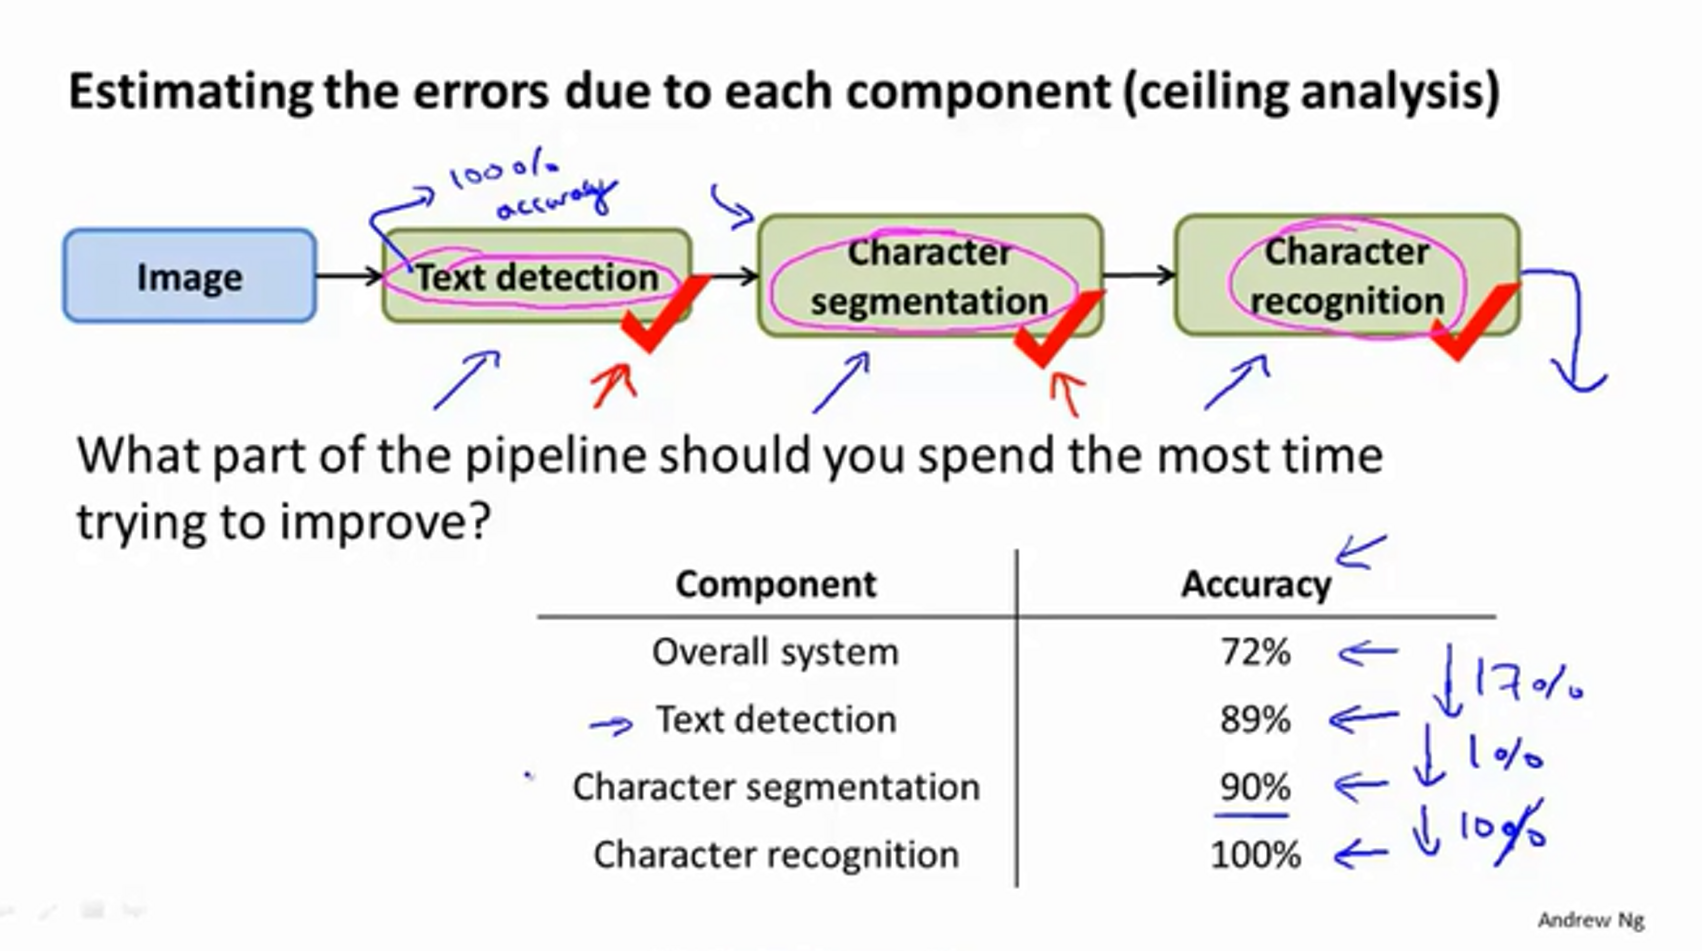 Estimating the errors due to each component (ceiling analysis)
100%
accuracy
Image
Text detection
Character
segmentation
Character
recognition
What part of the pipeline should you spend the most time
trying to improve?
Component Accuracy
Overall system 72%
17%
Text detection 89%
1%
Character segmentation 90%
10%
Character recognition 100%
Andrew Ng